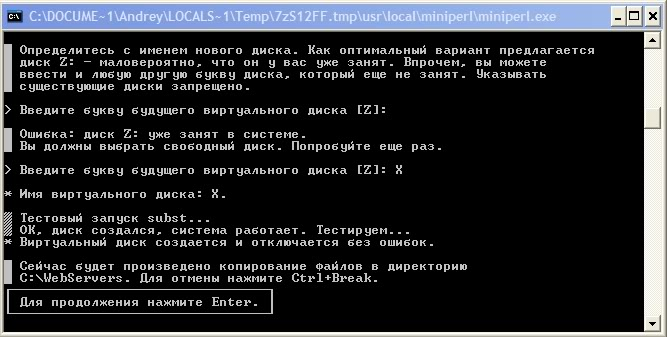 C:\DOCUME~1\Andrey\LOCALS~1\Temp\7zS12FF.tmp\usr\local\miniperl\miniperl.exe
Определитесь с именем нового диска. Как оптимальный вариант предлагается
диск Z: - маловероятно, что он у вас уже занят. Впрочем, вы можете
ввести и любую другую букву диска, который еще не занят. Указывать
существующие диски запрещено.
> Введите букву будущего виртуального диска [Z]:
Ошибка: диск Z: уже занят в системе.
Вы должны выбрать свободный диск. Попробуйте еще раз.
> Введите букву будущего виртуального диска [Z]: X
* Имя виртуального диска: X.
Тестовый запуск subst...
OK, диск создался, система работает. Тестируем...
* Виртуальный диск создается и отключается без ошибок.
Сейчас будет произведено копирование файлов в директорию
C:\WebServers. Для отмены нажмите Ctrl+Break.
Для продолжения нажмите Enter.